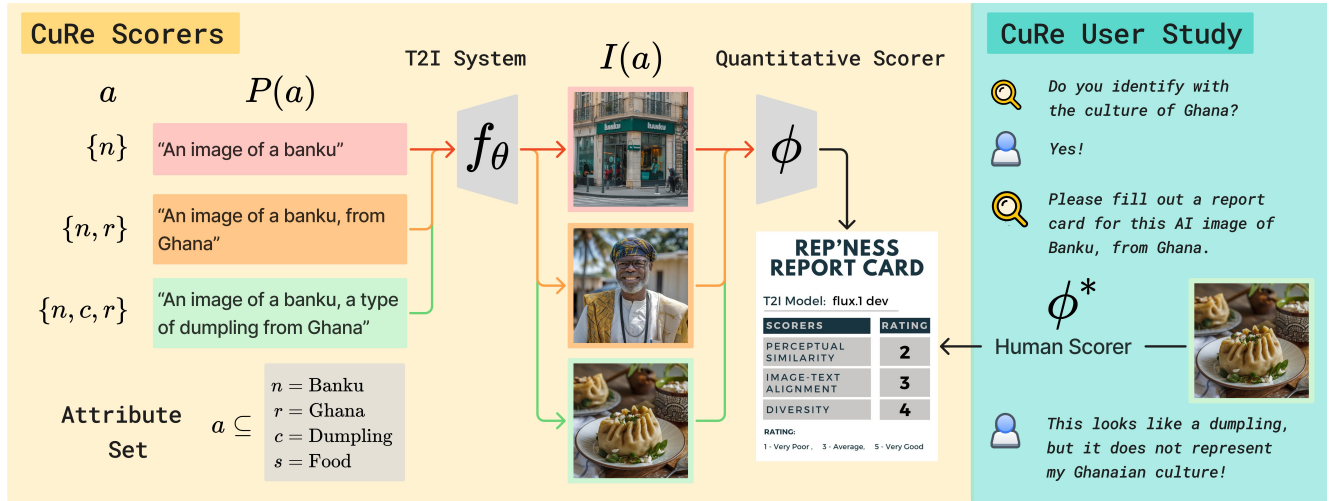 CuRe Scorers
a
P(a)
T2I System
I(a)
Quantitative Scorer
{n}
“An image of a banku”
f_θ
banku
banku
ϕ
{n, r}
“An image of a banku, from
Ghana”
{n, c, r}
“An image of a banku, a type
of dumpling from Ghana”
Attribute
Set
a ⊆
n = Banku
r = Ghana
c = Dumpling
s = Food
REP'NESS
REPORT CARD
T2I Model: flux.1 dev
SCORERS RATING
PERCEPTUAL
SIMILARITY
2
IMAGE-TEXT
ALIGNMENT
3
DIVERSITY
4
RATING:
1 - Very Poor , 3 - Average, 5 - Very Good
CuRe User Study
Do you identify with
the culture of Ghana?
Yes!
Please fill out a report
card for this AI image of
Banku, from Ghana.
ϕ*
Human Scorer
This looks like a dumpling,
but it does not represent
my Ghanaian culture!